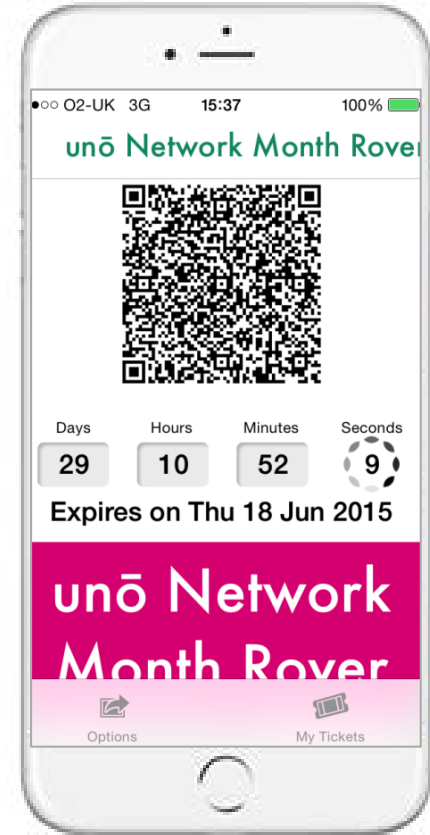 O2-UK 3G 15:37 100%
unō Network Month Rover
Days Hours Minutes Seconds
29 10 52 9
Expires on Thu 18 Jun 2015
unō Network
Month Rover
Options My Tickets